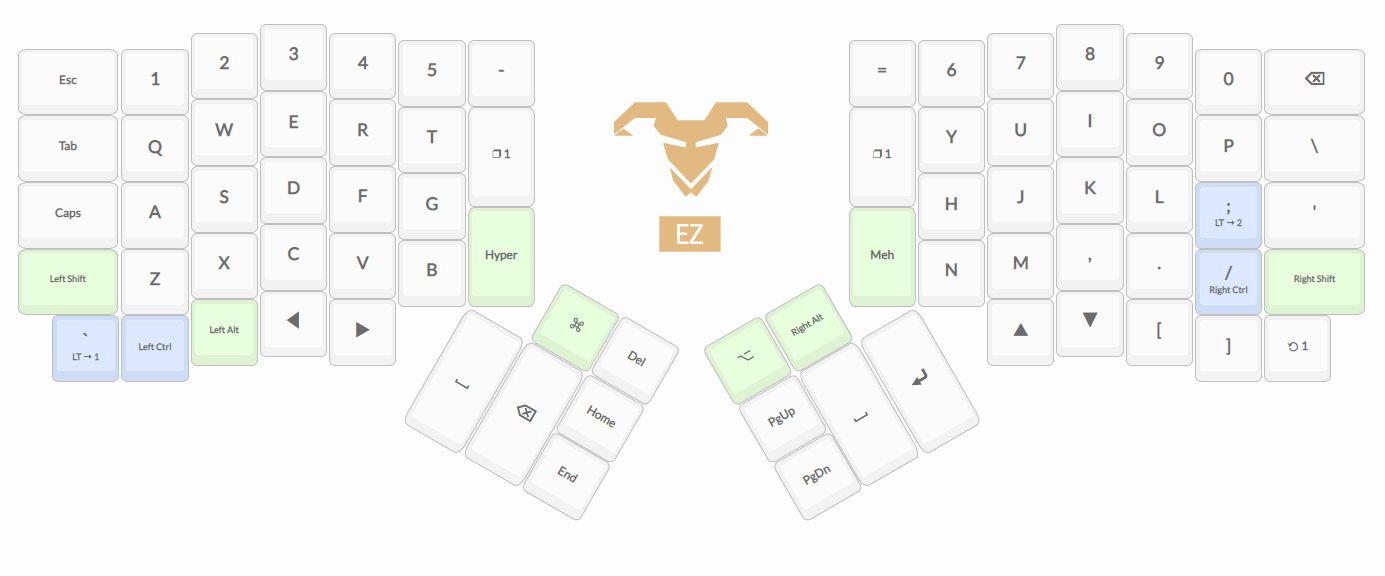 Esc 1 2 3 4 5 -
= 6 7 8 9 0
Tab Q W E R T 1
1 Y U I O P \
Caps A S D F G
H J K L ; '
LT → 2
Left Shift Z X C V B Hyper
Meh N M , . / Right Shift
Right Ctrl
` Left Ctrl Left Alt
LT → 1
[ ] 1
EZ
⌘ Del
Home
End
⌥ Right Alt
PgUp
PgDn